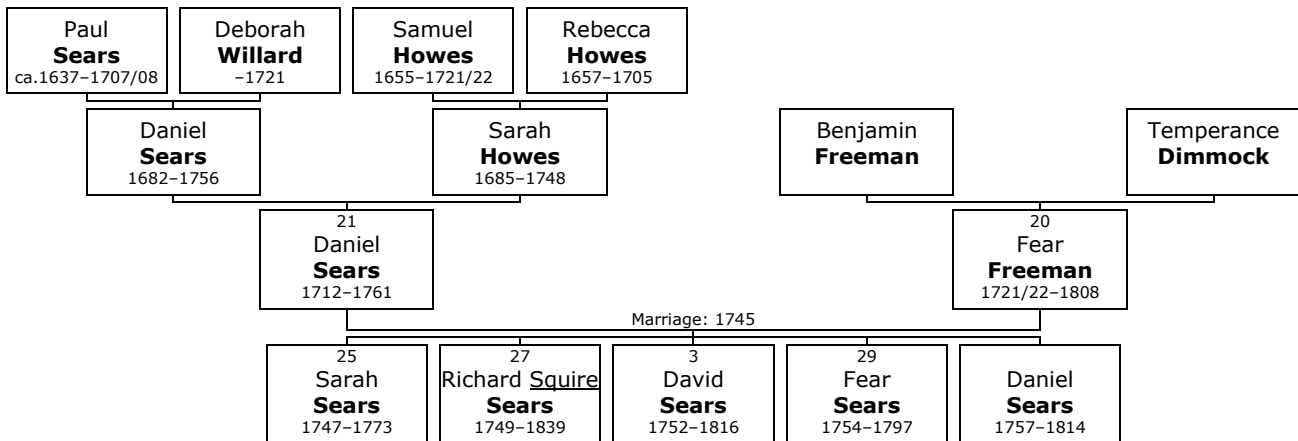 Paul
Sears
ca.1637–1707/08
Deborah
Willard
–1721
Samuel
Howes
1655–1721/22
Rebecca
Howes
1657–1705
Daniel
Sears
1682–1756
Sarah
Howes
1685–1748
Benjamin
Freeman
Temperance
Dimmock
21
Daniel
Sears
1712–1761
20
Fear
Freeman
1721/22–1808
Marriage: 1745
25
Sarah
Sears
1747–1773
27
Richard Squire
Sears
1749–1839
3
David
Sears
1752–1816
29
Fear
Sears
1754–1797
Daniel
Sears
1757–1814